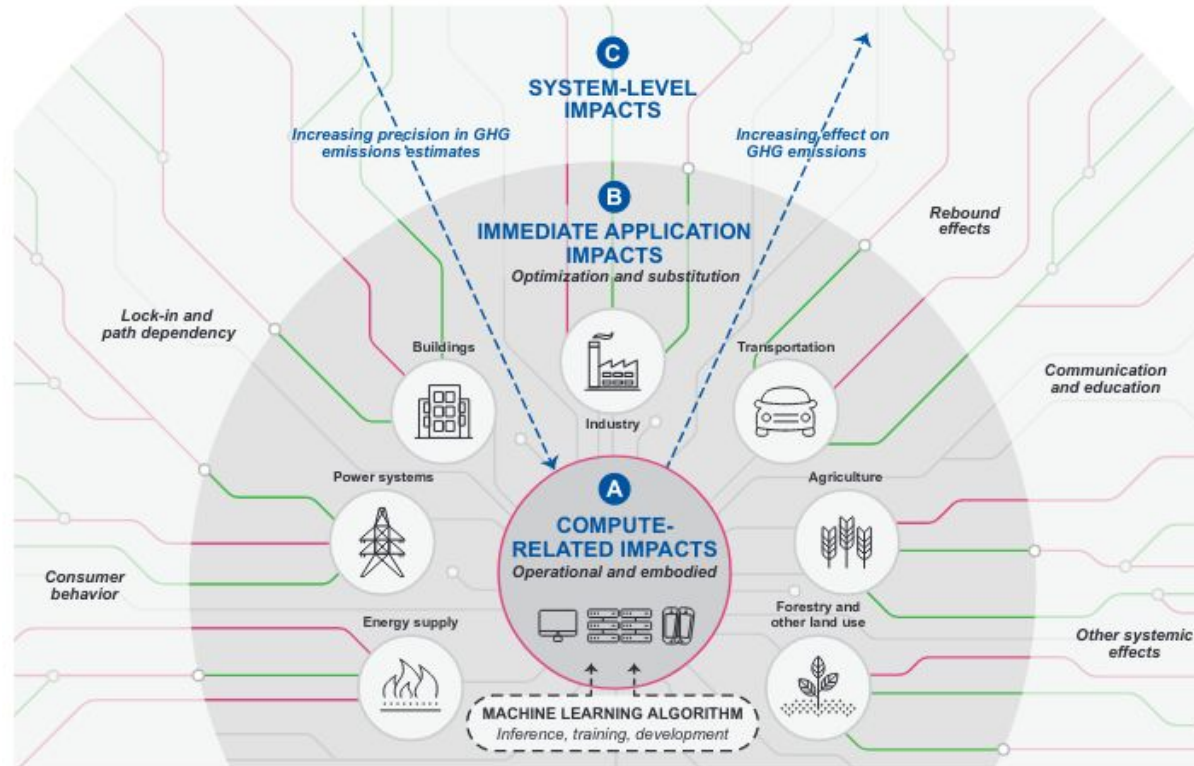 C
SYSTEM-LEVEL
IMPACTS
Increasing precision in GHG
emissions estimates
Increasing effect on
GHG emissions
B
IMMEDIATE APPLICATION
IMPACTS
Optimization and substitution
Rebound
effects
Lock-in and
path dependency
Buildings
Transportation
Communication
and education
Industry
Power systems
A
Agriculture
COMPUTE-
RELATED IMPACTS
Operational and embodied
Consumer
behavior
Energy supply
Forestry and
other land use
Other systemic
effects
MACHINE LEARNING ALGORITHM
Inference, training, development